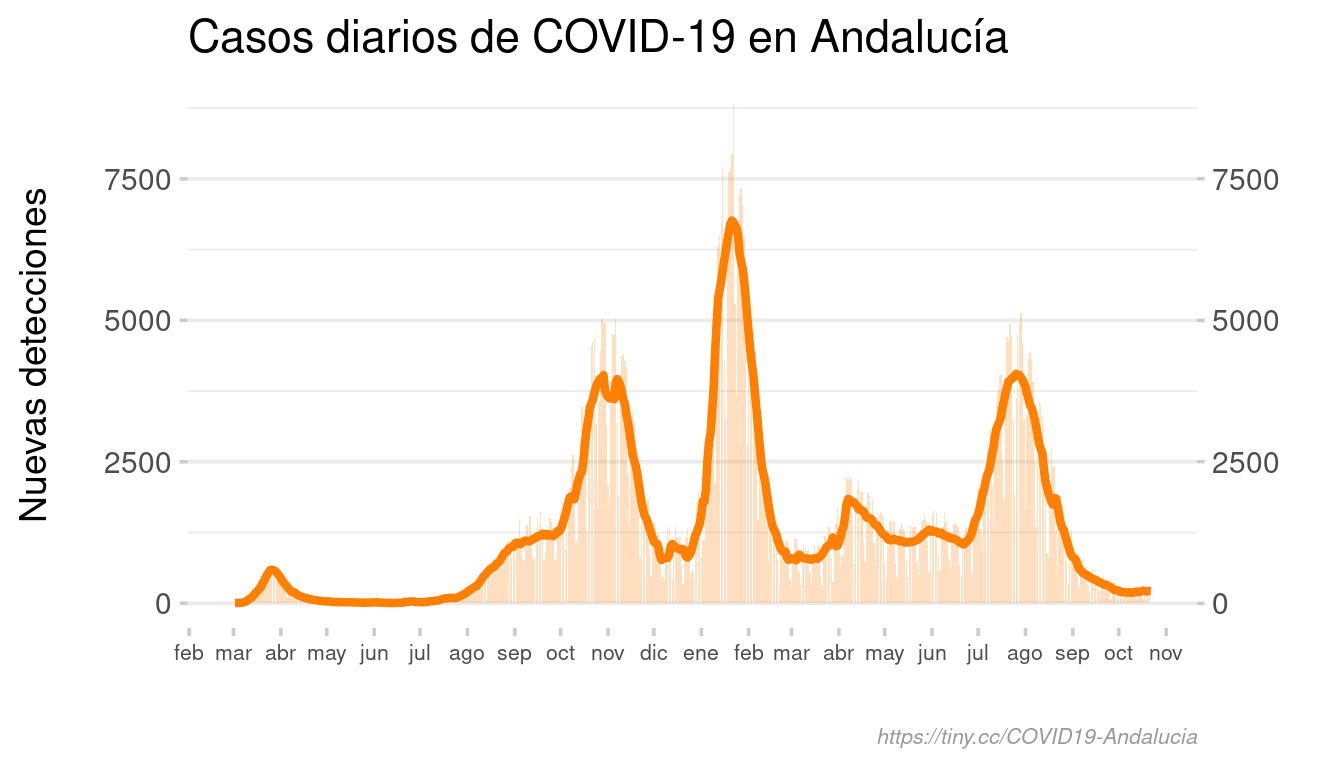 Casos diarios de COVID-19 en Andalucía
Nuevas detecciones
7500 7500
5000 5000
2500 2500
0 0
feb mar abr may jun jul ago sep oct nov dic ene feb mar abr may jun jul ago sep oct nov
https://tiny.cc/COVID19-Andalucia